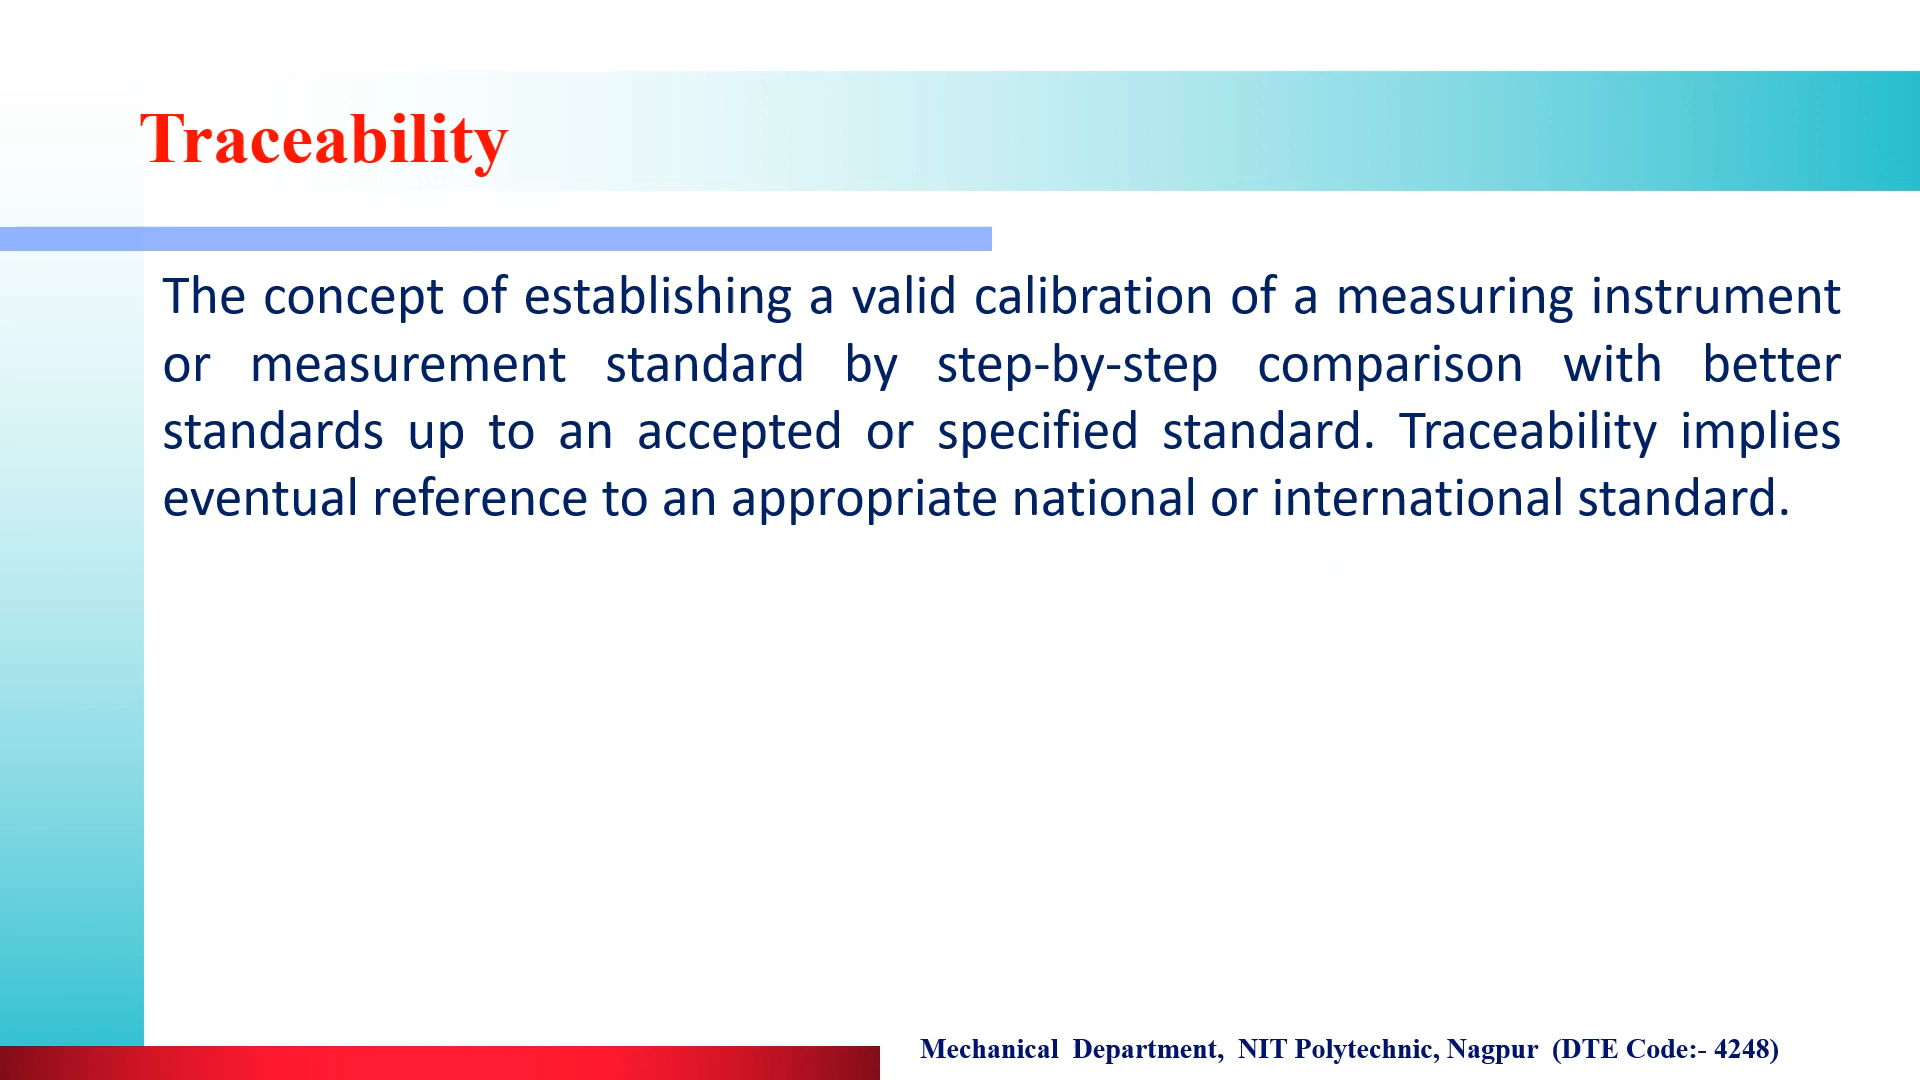 Traceability
The concept of establishing a valid calibration of a measuring instrument
or measurement standard by step-by-step comparison with better
standards up to an accepted or specified standard. Traceability implies
eventual reference to an appropriate national or international standard.
Mechanical Department, NIT Polytechnic, Nagpur (DTE Code:- 4248)